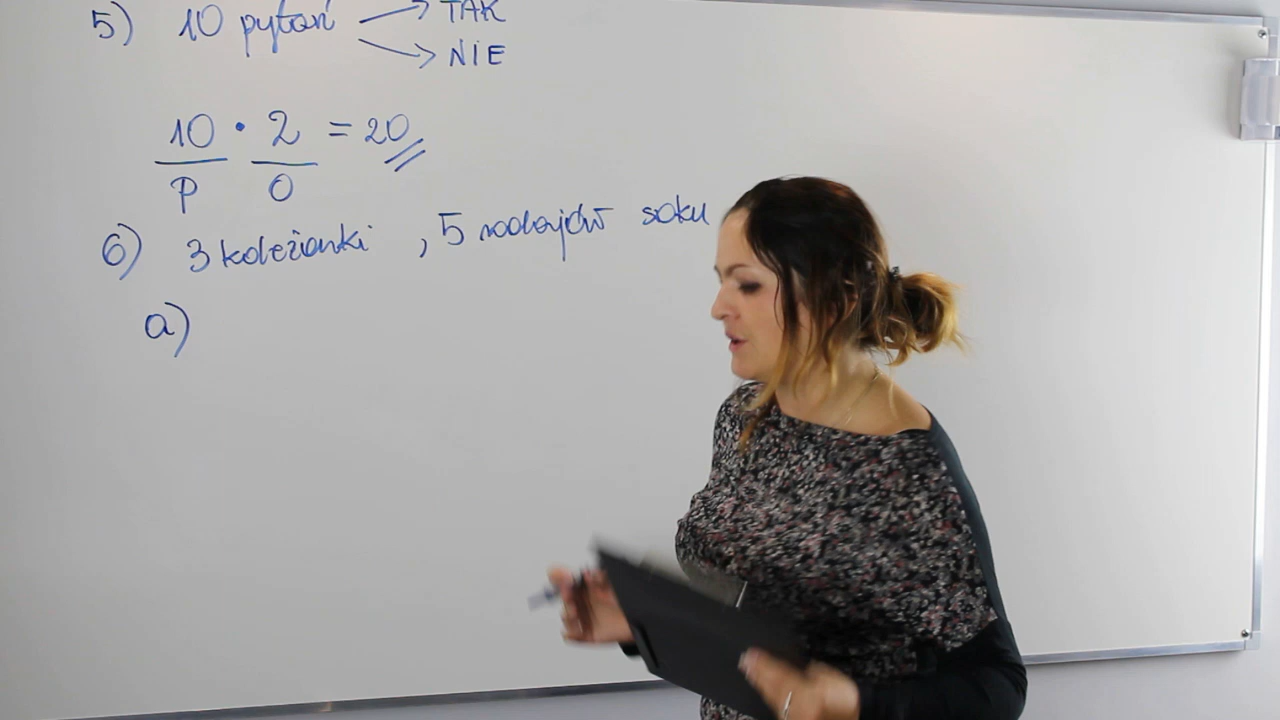 5) 10 pytań → TAK
→ NIE
10 · 2 = 20
P O
6) 3 koleżanki , 5 rodzajów soku
a)